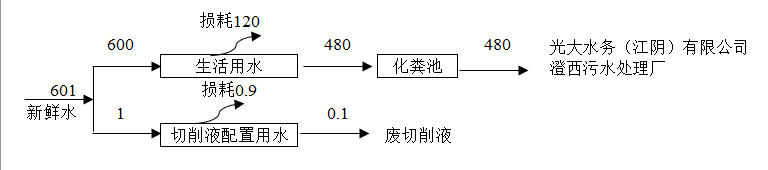 损耗120
600
480
480
光大水务（江阴）有限公司
澄西污水处理厂
生活用水
化粪池
601
新鲜水
损耗0.9
1
0.1
切削液配置用水
废切削液